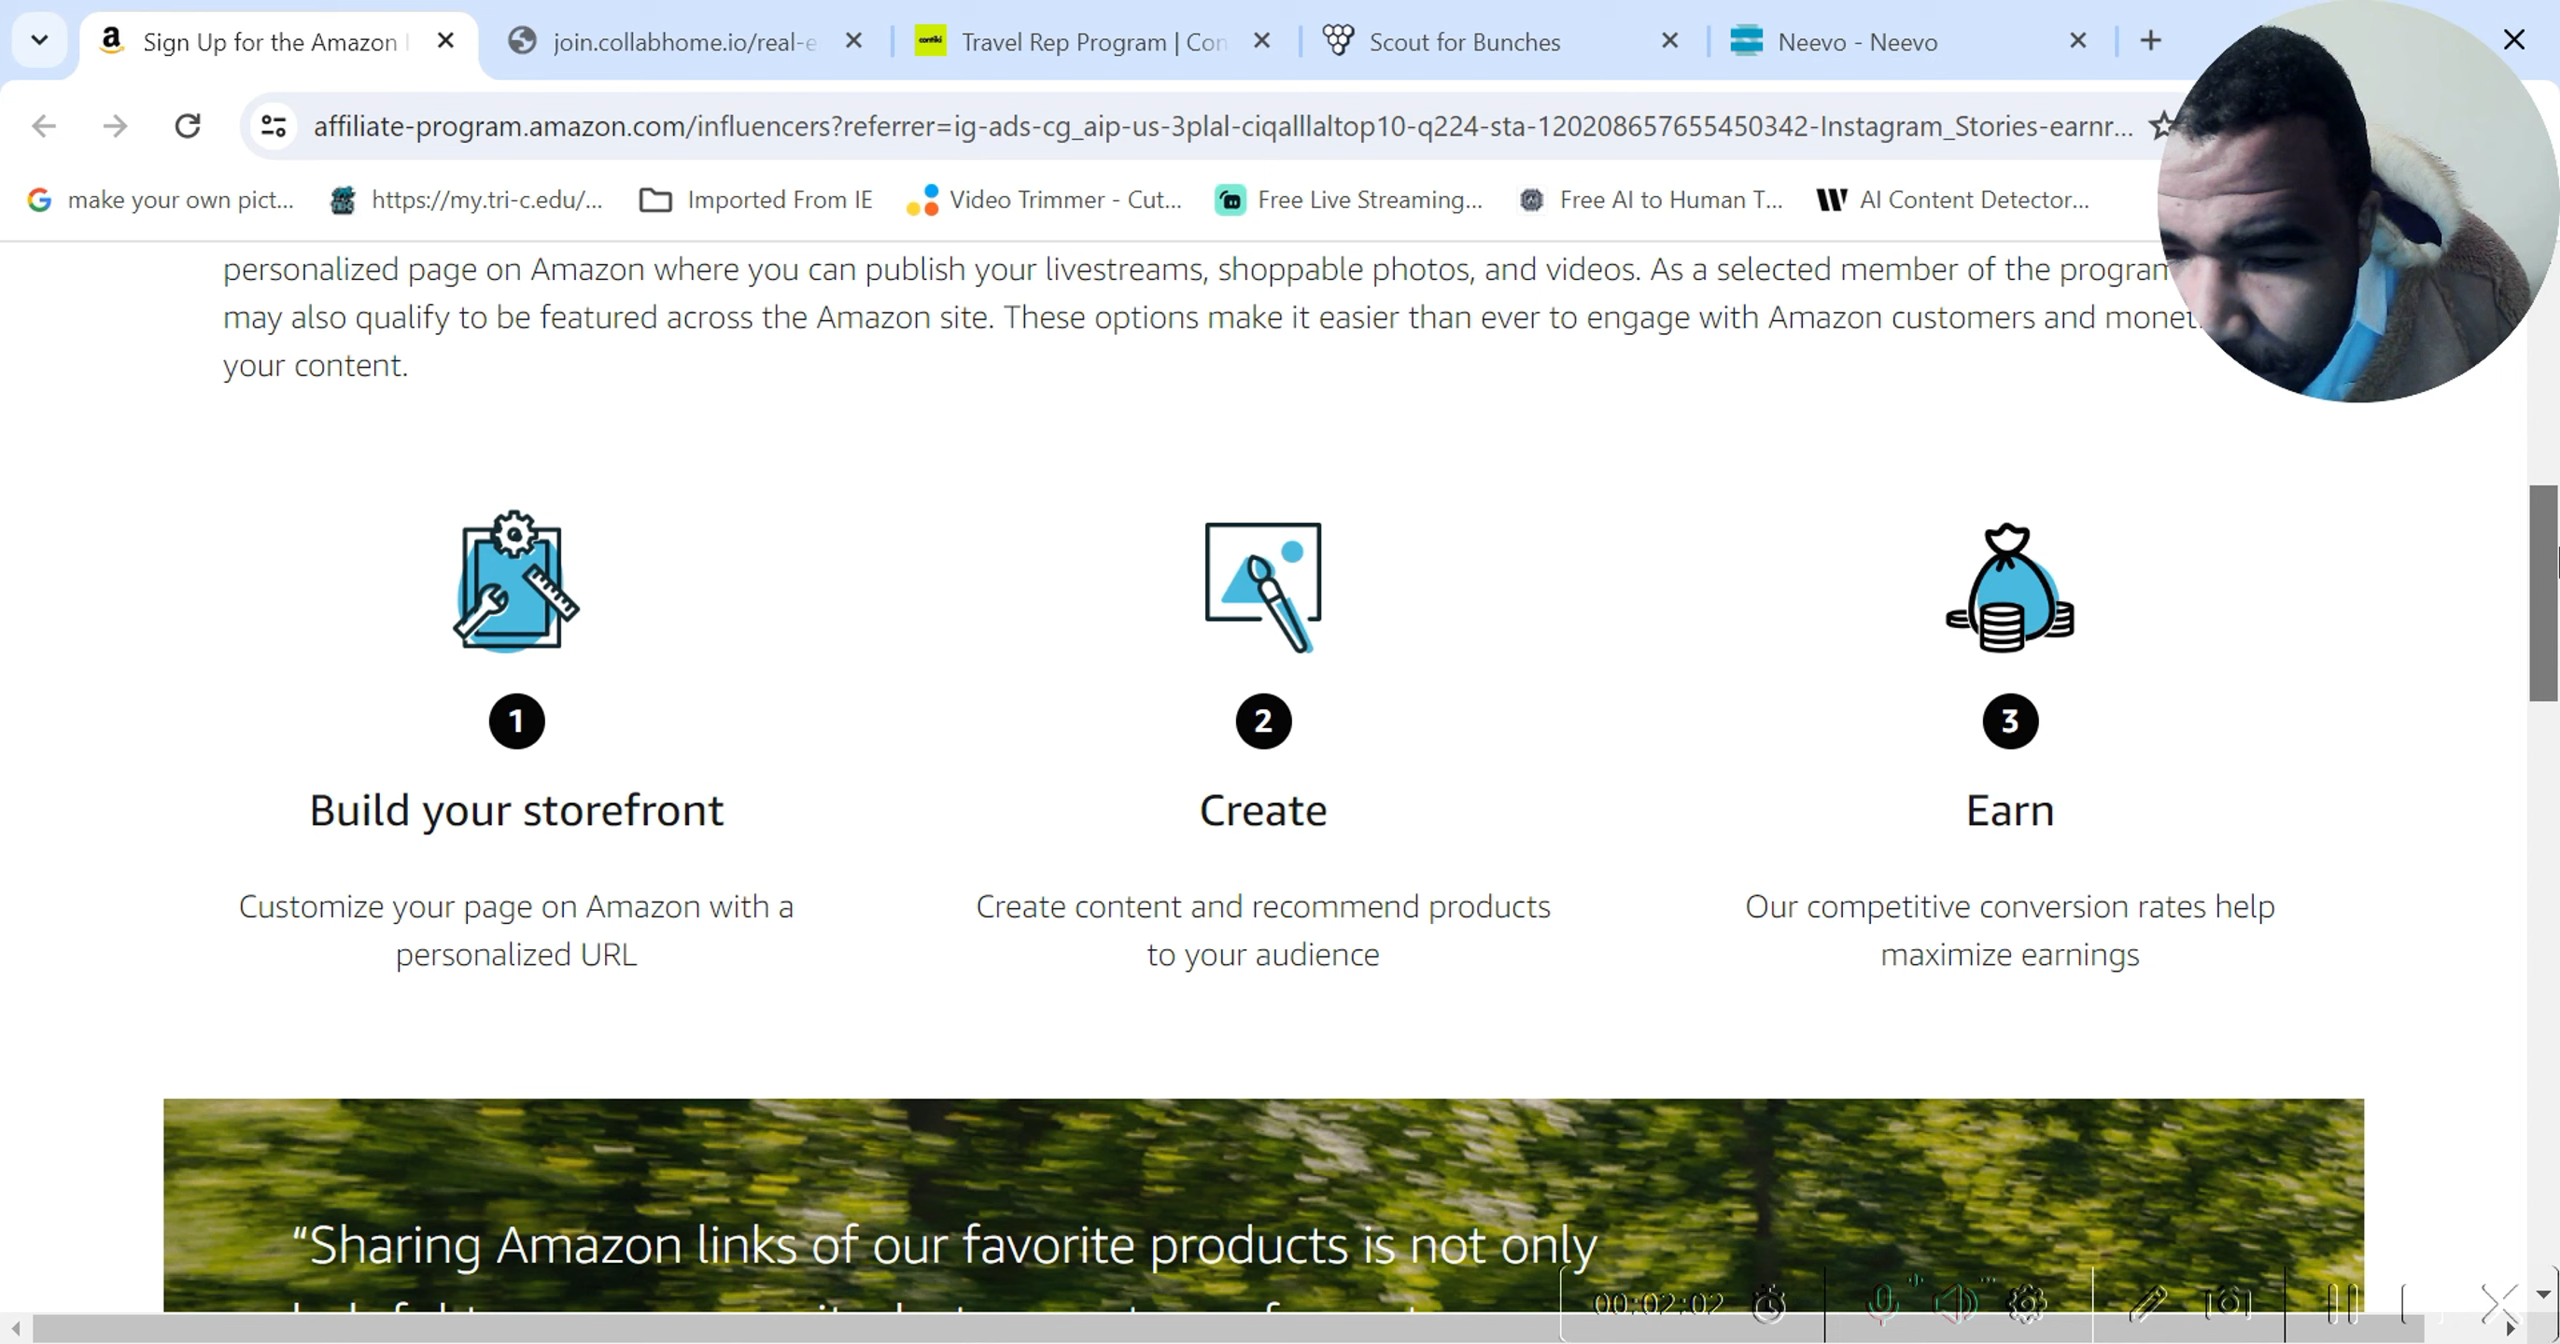 Sign Up for the Amazon
join.collabhome.io/real-e
contiki
Travel Rep Program | Con
Scout for Bunches
Neevo - Neevo
affiliate-program.amazon.com/influencers?referrer=ig-ads-cg_aip-us-3plal-ciqalllaltop10-q224-sta-120208657655450342-Instagram_Stories-earnr...
make your own pict...
https://my.tri-c.edu/...
Imported From IE
Video Trimmer - Cut...
Free Live Streaming...
Free AI to Human T...
AI Content Detector...
personalized page on Amazon where you can publish your livestreams, shoppable photos, and videos. As a selected member of the program
may also qualify to be featured across the Amazon site. These options make it easier than ever to engage with Amazon customers and monet
your content.
1
2
3
Build your storefront
Create
Earn
Customize your page on Amazon with a
personalized URL
Create content and recommend products
to your audience
Our competitive conversion rates help
maximize earnings
“Sharing Amazon links of our favorite products is not only
00:02:02